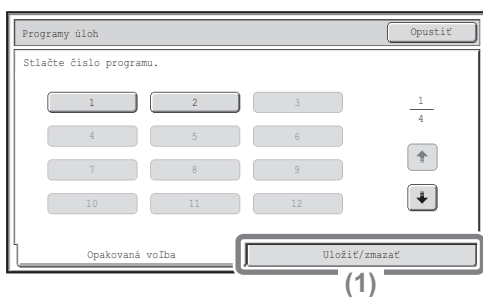 Programy úloh Opustiť
Stlačte číslo programu.
1 2 3 1
4
4 5 6
7 8 9
10 11 12
Opakovaná voľba Uložiť/zmazať
(1)